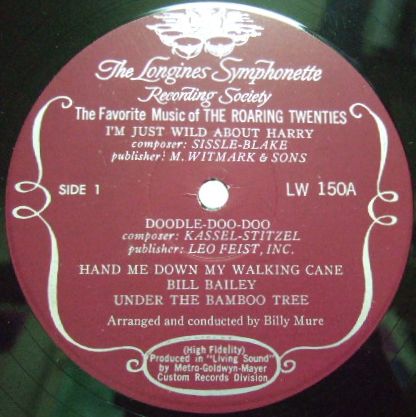 The Longines Symphonette
Recording Society
The Favorite Music of THE ROARING TWENTIES
I'M JUST WILD ABOUT HARRY
composer: SISSLE-BLAKE
publisher: M. WITMARK & SONS
SIDE 1
LW 150A
DOODLE-DOO-DOO
composer: KASSEL-STITZEL
publisher: LEO FEIST, INC.
HAND ME DOWN MY WALKING CANE
BILL BAILEY
UNDER THE BAMBOO TREE
Arranged and conducted by Billy Mure
(High Fidelity)
Produced in "Living Sound"
by Metro-Goldwyn-Mayer
Custom Records Division